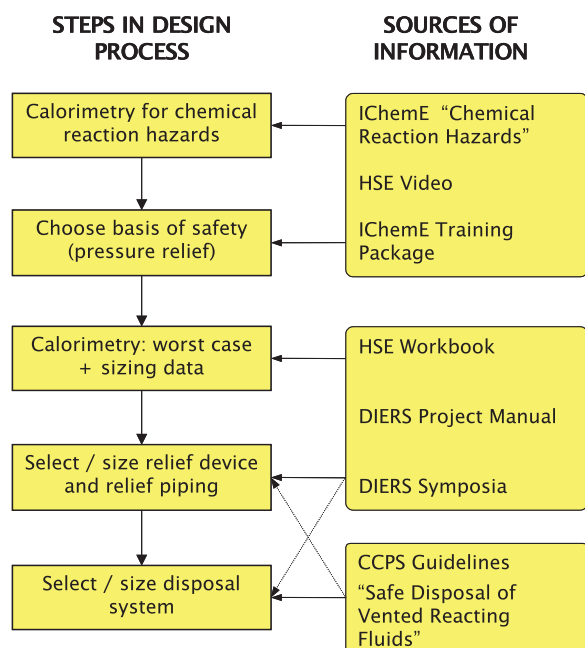 STEPS IN DESIGN
PROCESS
Calorimetry for chemical
reaction hazards
Choose basis of safety
(pressure relief)
Calorimetry: worst case
+ sizing data
Select / size relief device
and relief piping
Select / size disposal
system
SOURCES OF
INFORMATION
IChemE “Chemical
Reaction Hazards”
HSE Video
IChemE Training
Package
HSE Workbook
DIERS Project Manual
DIERS Symposia
CCPS Guidelines
“Safe Disposal of
Vented Reacting
Fluids”